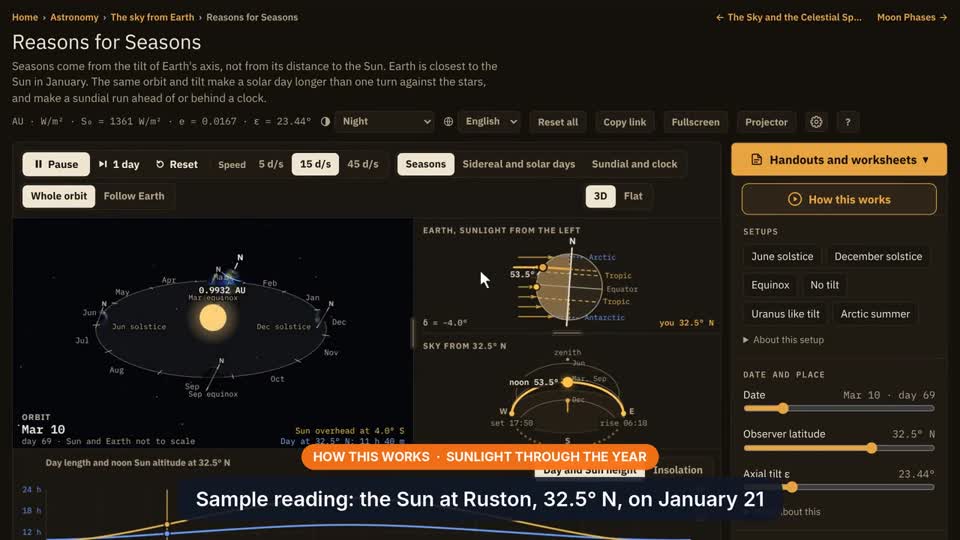 Home › Astronomy › The sky from Earth › Reasons for Seasons
← The Sky and the Celestial Sp... Moon Phases →
Reasons for Seasons
Seasons come from the tilt of Earth's axis, not from its distance to the Sun. Earth is closest to the
Sun in January. The same orbit and tilt make a solar day longer than one turn against the stars,
and make a sundial run ahead of or behind a clock.
AU · W/m² · S₀ = 1361 W/m² · e = 0.0167 · ε = 23.44° Night English Reset all Copy link Fullscreen Projector ?
Pause 1 day Reset Speed 5 d/s 15 d/s 45 d/s Seasons Sidereal and solar days Sundial and clock
Whole orbit Follow Earth 3D Flat
N
N
Mar
0.9932 AU
Mar equinox
Apr
Feb
May
Jan
N
N
Jun
Jun solstice
Dec solstice
Dec
Jul
Nov
N
Aug
Oct
Sep
Sep equinox
ORBIT
Mar 10
day 69 · Sun and Earth not to scale
Sun overhead at 4.0° S
Day at 32.5° N: 11 h 40 m
EARTH, SUNLIGHT FROM THE LEFT
N
Arctic
53.5°
Tropic
Equator
Tropic
Antarctic
δ = −4.0°
you 32.5° N
SKY FROM 32.5° N
zenith
Jun
noon 53.5°
Mar, Sep
Dec
W
E
set 17:50
rise 06:10
S
Handouts and worksheets ▾
How this works
SETUPS
June solstice December solstice
Equinox No tilt
Uranus like tilt Arctic summer
▶ About this setup
DATE AND PLACE
Date Mar 10 · day 69
Observer latitude 32.5° N
Axial tilt ε 23.44°
about this
Day length and noon Sun altitude at 32.5° N
Day and Sun height Insolation
24 h
18 h
12 h
HOW THIS WORKS · SUNLIGHT THROUGH THE YEAR
Sample reading: the Sun at Ruston, 32.5° N, on January 21